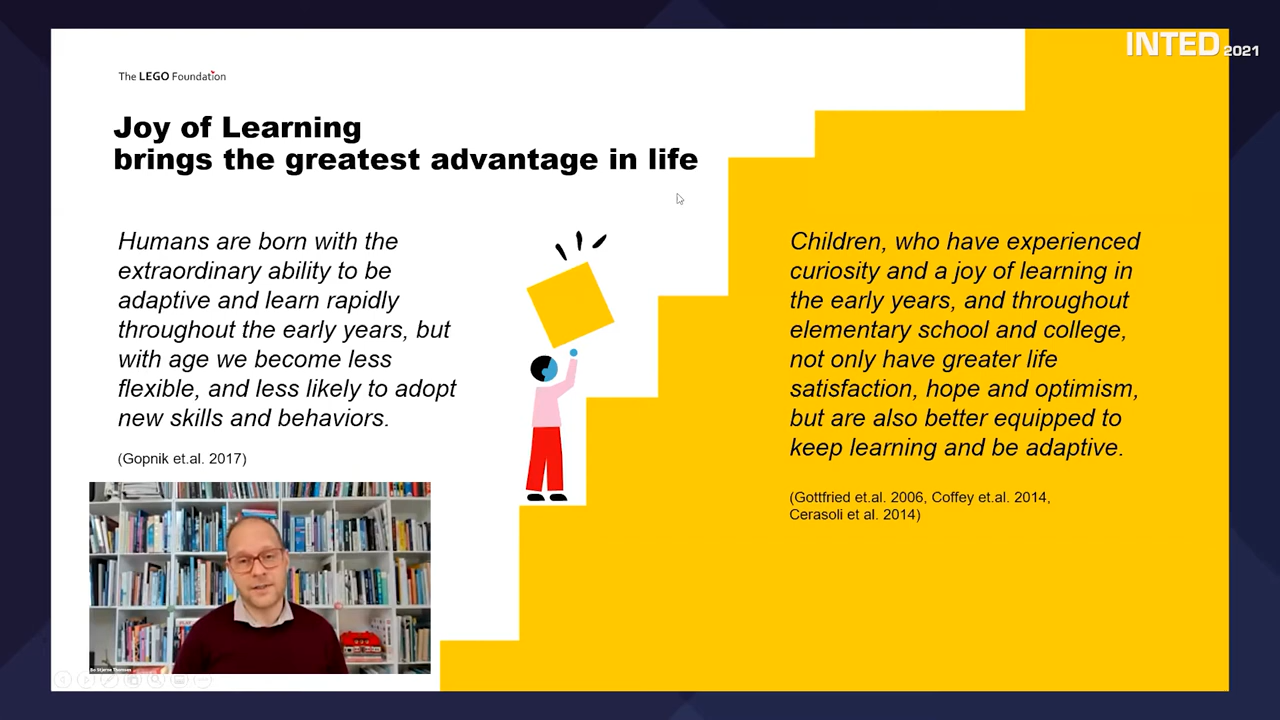 INTED 2021
The LEGO Foundation
Joy of Learning
brings the greatest advantage in life
Humans are born with the
extraordinary ability to be
adaptive and learn rapidly
throughout the early years, but
with age we become less
flexible, and less likely to adopt
new skills and behaviors.
(Gopnik et.al. 2017)
Children, who have experienced
curiosity and a joy of learning in
the early years, and throughout
elementary school and college,
not only have greater life
satisfaction, hope and optimism,
but are also better equipped to
keep learning and be adaptive.
(Gottfried et.al. 2006, Coffey et.al. 2014,
Cerasoli et al. 2014)
Bo Stjerne Thomsen